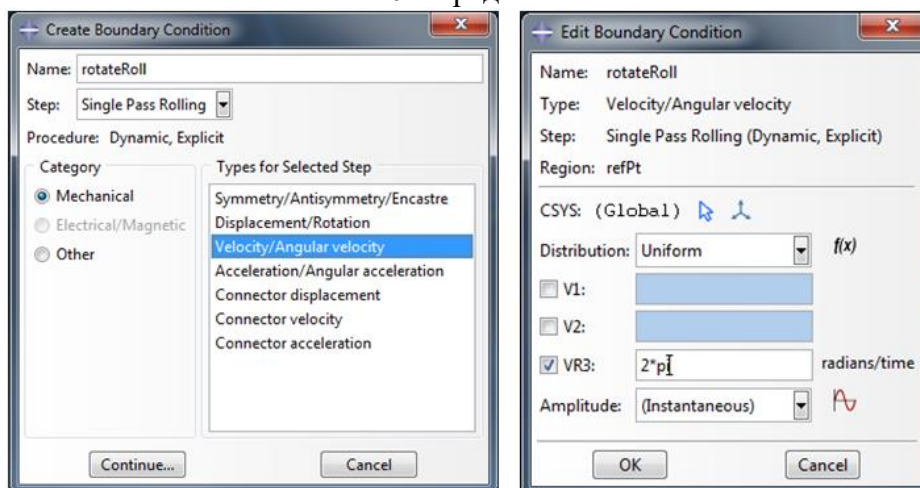 Create Boundary Condition
Name: rotateRoll
Step: Single Pass Rolling
Procedure: Dynamic, Explicit
Category
Mechanical
Electrical/Magnetic
Other
Types for Selected Step
Symmetry/Antisymmetry/Encastre
Displacement/Rotation
Velocity/Angular velocity
Acceleration/Angular acceleration
Connector displacement
Connector velocity
Connector acceleration
Continue...
Cancel
Edit Boundary Condition
Name: rotateRoll
Type: Velocity/Angular velocity
Step: Single Pass Rolling (Dynamic, Explicit)
Region: refPt
CSYS: (Global)
Distribution: Uniform f(x)
V1:
V2:
VR3: 2*pi radians/time
Amplitude: (Instantaneous)
OK
Cancel